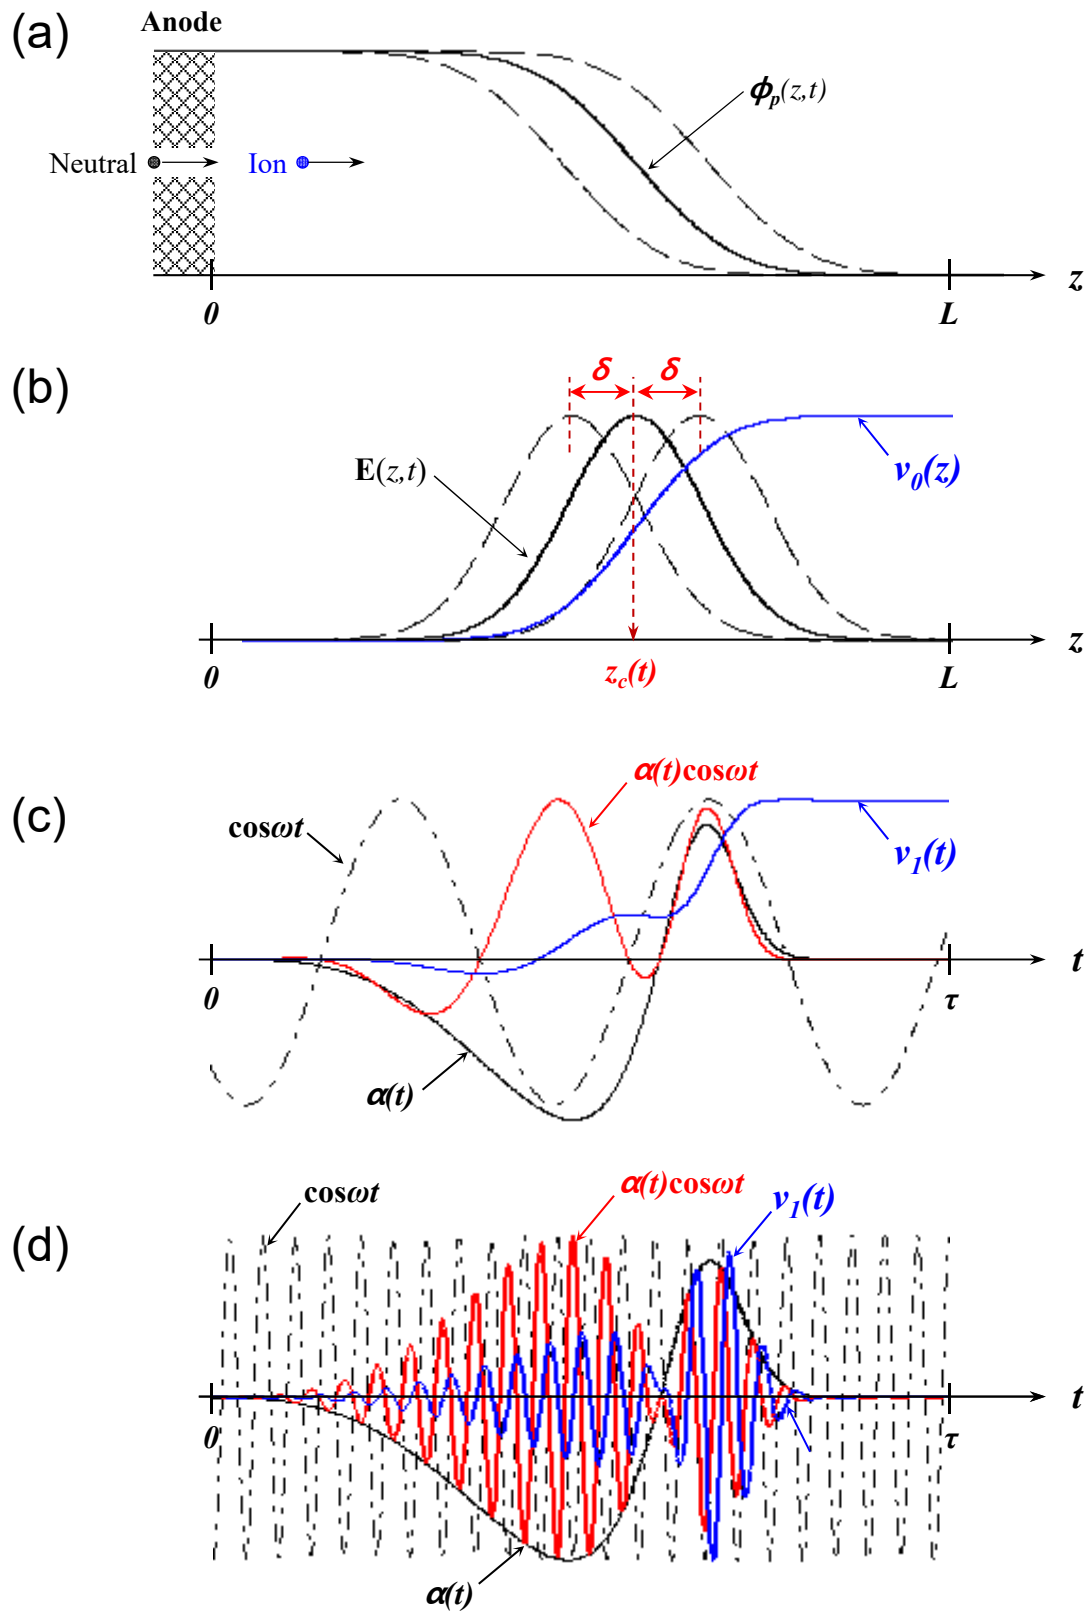 (a)
Anode
ϕp(z,t)
Neutral
Ion
0
L
z
(b)
δ
δ
E(z,t)
v0(z)
0
zc(t)
L
z
(c)
α(t)cosωt
cosωt
v1(t)
0
τ
t
α(t)
(d)
cosωt
α(t)cosωt
v1(t)
0
τ
t
α(t)